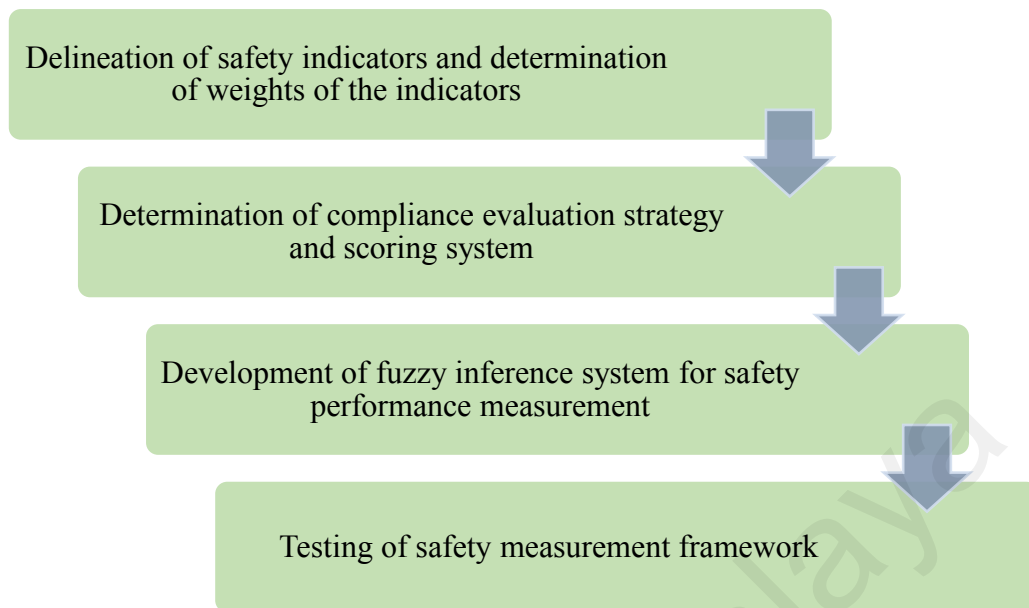 Delineation of safety indicators and determination
of weights of the indicators
Determination of compliance evaluation strategy
and scoring system
Development of fuzzy inference system for safety
performance measurement
Testing of safety measurement framework
laya